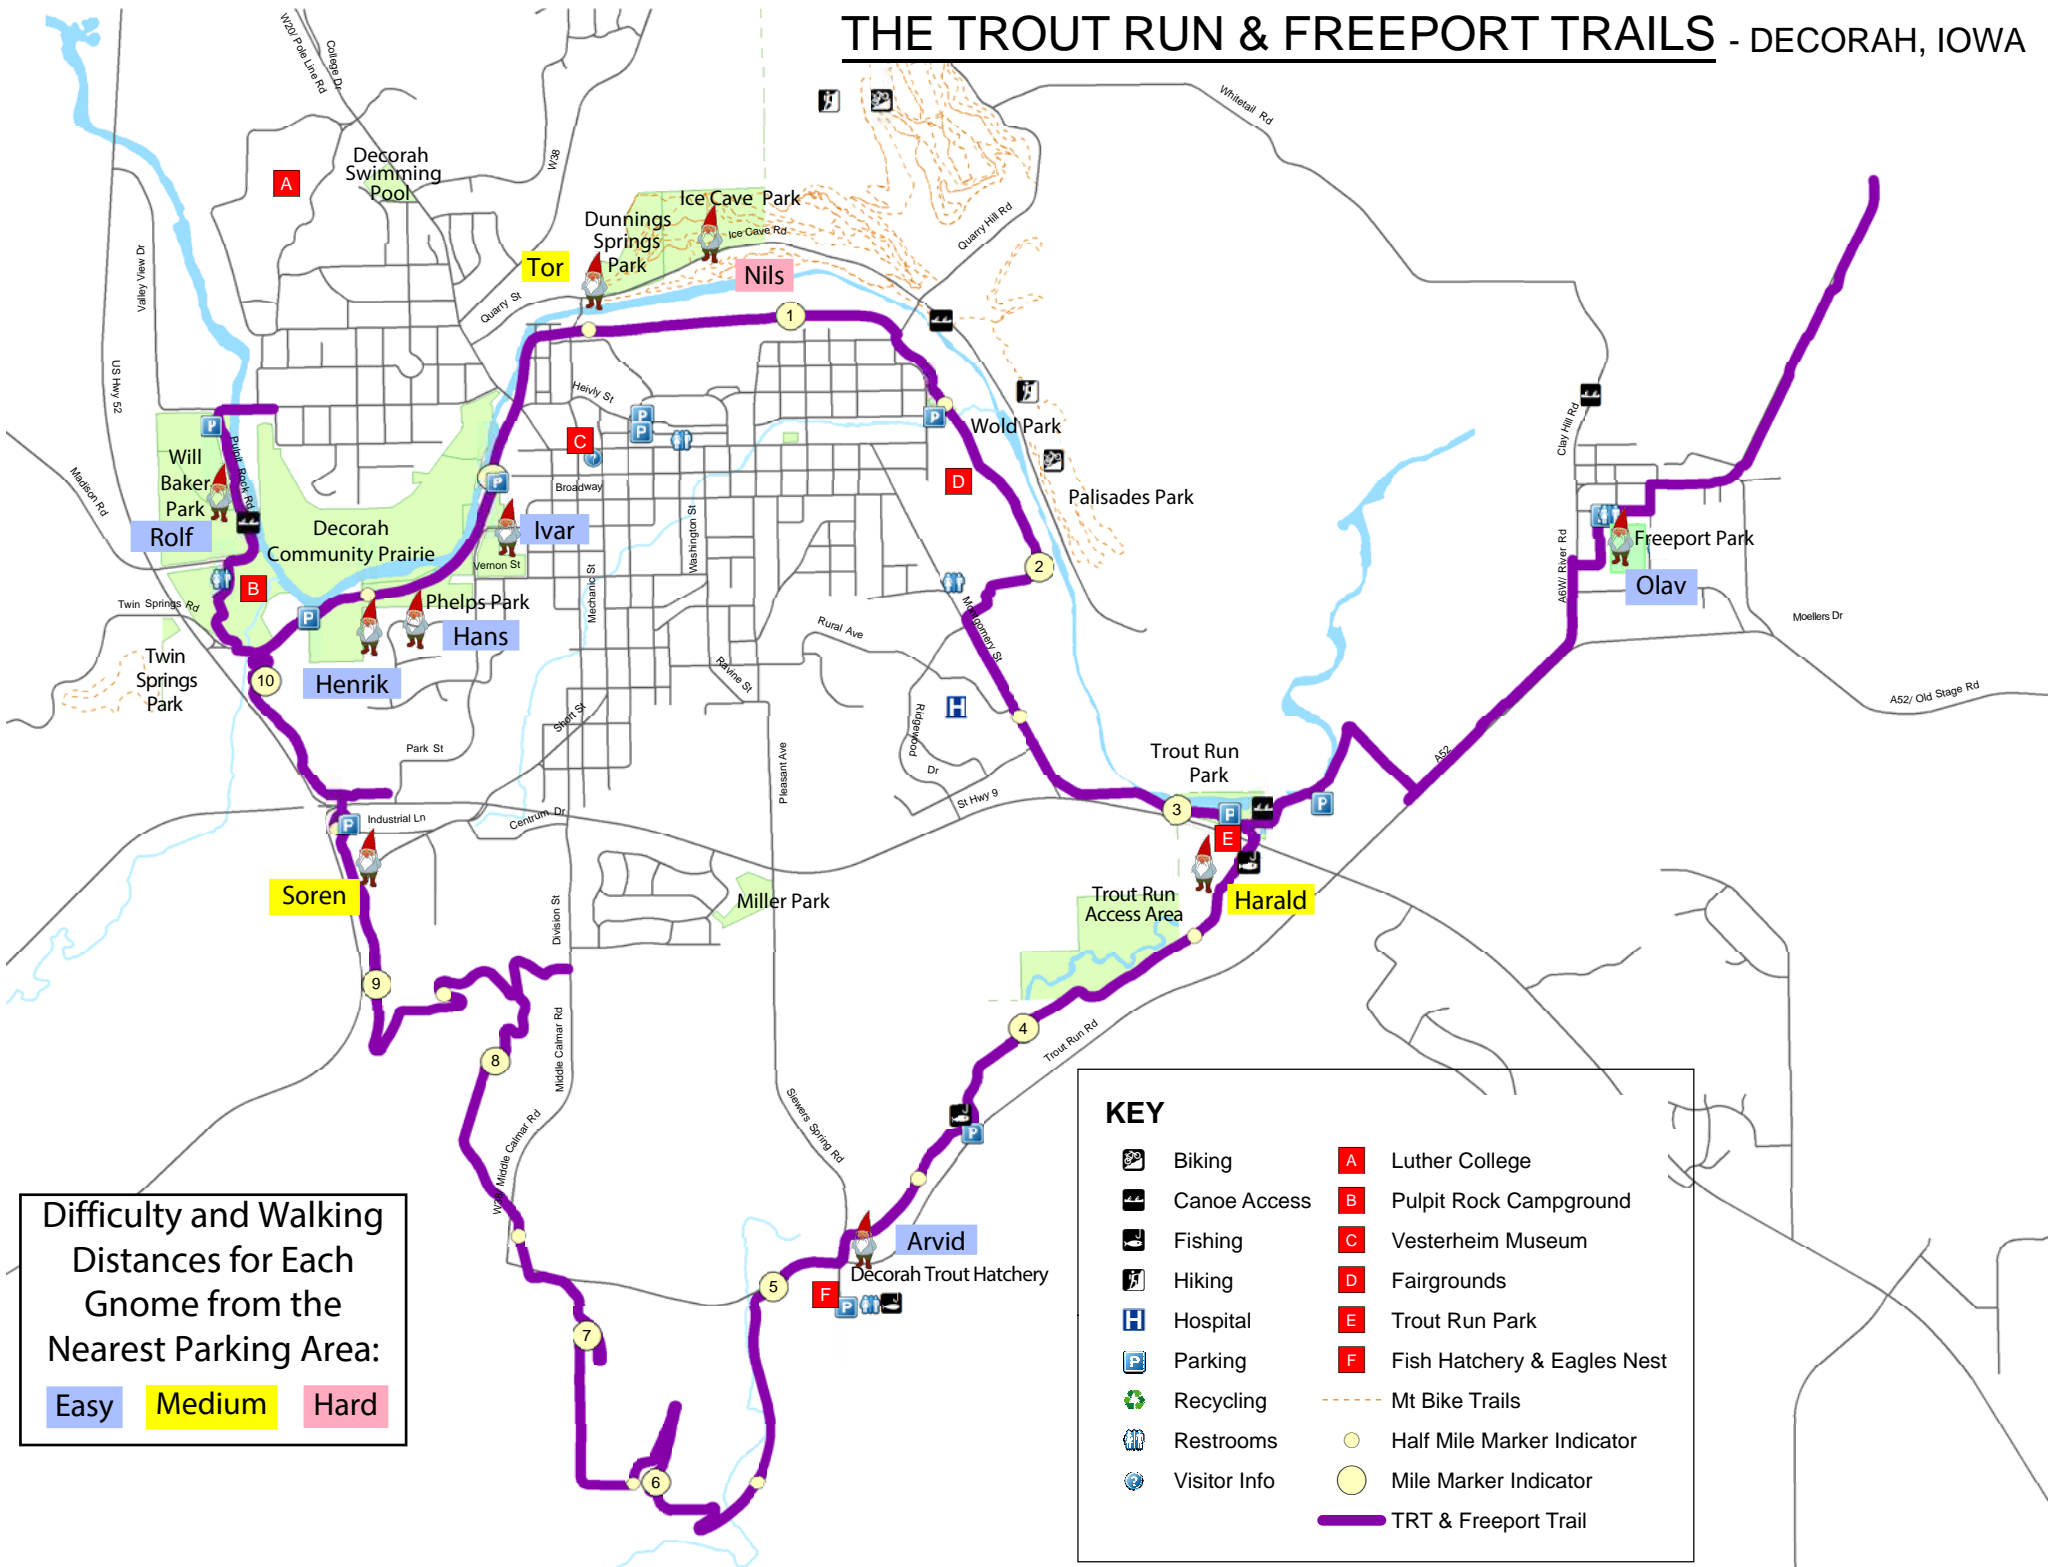 THE TROUT RUN & FREEPORT TRAILS - DECORAH, IOWA
W20/ Pole Line Rd
College Dr
Whitetail Rd
Decorah
Swimming
Pool
W38
A
Ice Cave Park
Dunnings
Springs
Park
Ice Cave Rd
Quarry Hill Rd
Valley View Dr
Tor
Nils
Quarry St
1
US Hwy 52
Heivly St
P
P
P
P
Pulpit Rock Rd
C
?
Wold Park
Clay Hill Rd
Madison Rd
Will
Baker
Park
P
Broadway
D
Palisades Park
Rolf
Decorah
Community Prairie
Ivar
Washington St
P
Freeport Park
Vernon St
2
A6W/ River Rd
Olav
B
Mechanic St
Twin Springs Rd
P
Phelps Park
Hans
Montgomery St
Rural Ave
Moellers Dr
Twin
Springs
Park
10
Henrik
Ravine St
A52/ Old Stage Rd
Short St
H
Ridgewood
Dr
Park St
Pleasant Ave
Trout Run
Park
A52
St Hwy 9
Industrial Ln
Centrum Dr
P
3
P
P
E
Soren
Miller Park
Trout Run
Access Area
Harald
Division St
9
8
Middle Calmar Rd
4
Trout Run Rd
P
W38/ Middle Calmar Rd
Siewers Spring Rd
Arvid
Decorah Trout Hatchery
5
F
P
7
6
Difficulty and Walking
Distances for Each
Gnome from the
Nearest Parking Area:
Easy Medium Hard
KEY
Biking
Canoe Access
Fishing
Hiking
H Hospital
P Parking
Recycling
Restrooms
? Visitor Info
A Luther College
B Pulpit Rock Campground
C Vesterheim Museum
D Fairgrounds
E Trout Run Park
F Fish Hatchery & Eagles Nest
Mt Bike Trails
Half Mile Marker Indicator
Mile Marker Indicator
TRT & Freeport Trail